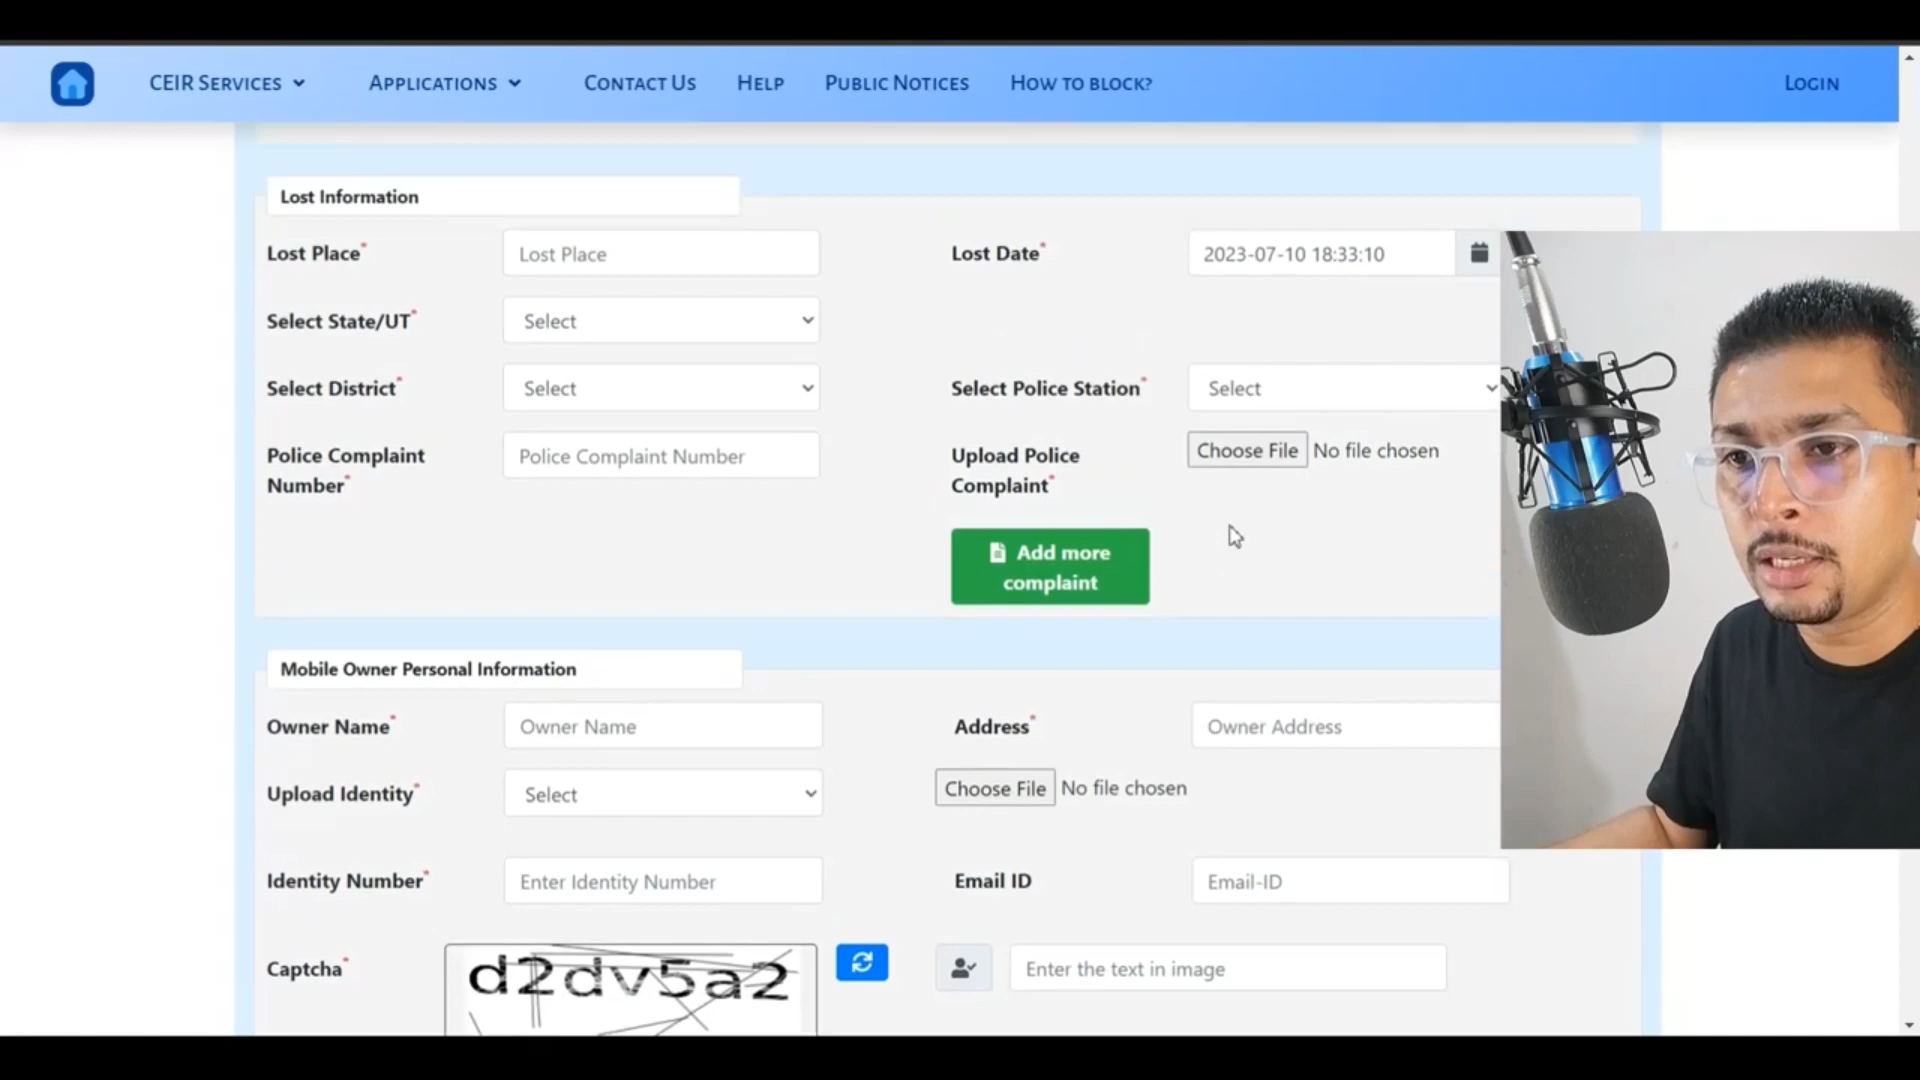 CEIR Services Applications Contact Us Help Public Notices How to block? Login
Lost Information
Lost Place* Lost Place Lost Date* 2023-07-10 18:33:10
Select State/UT* Select
Select District* Select Select Police Station* Select
Police Complaint Number* Police Complaint Number Upload Police Complaint* Choose File No file chosen
Add more
complaint
Mobile Owner Personal Information
Owner Name* Owner Name Address* Owner Address
Upload Identity* Select Choose File No file chosen
Identity Number* Enter Identity Number Email ID Email-ID
Captcha* d2dv5a2 Enter the text in image